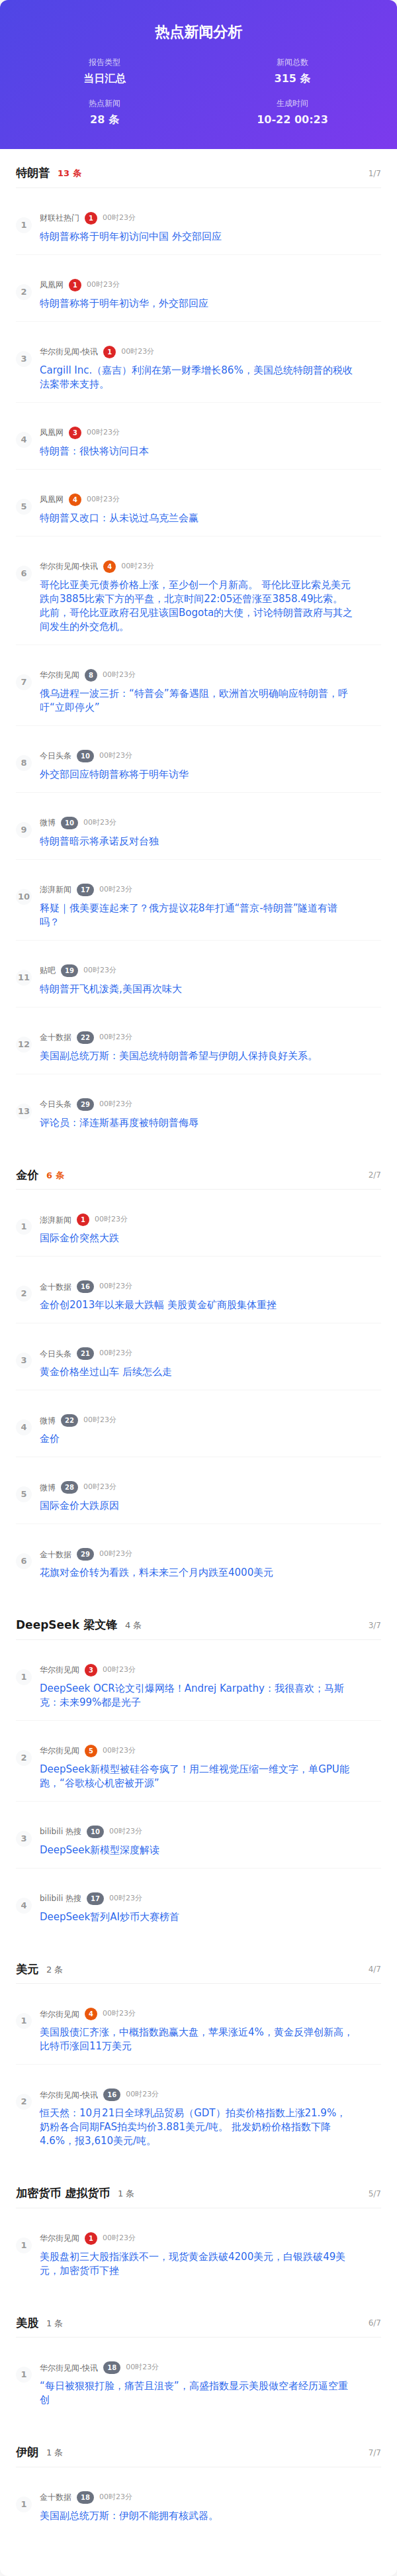 热点新闻分析
报告类型
新闻总数
当日汇总
315 条
热点新闻
生成时间
28 条
10-22 00:23
特朗普 13 条 1/7
1
财联社热门 1 00时23分
特朗普称将于明年初访问中国 外交部回应
2
凤凰网 1 00时23分
特朗普称将于明年初访华，外交部回应
3
华尔街见闻-快讯 1 00时23分
Cargill Inc.（嘉吉）利润在第一财季增长86%，美国总统特朗普的税收
法案带来支持。
4
凤凰网 3 00时23分
特朗普：很快将访问日本
5
凤凰网 4 00时23分
特朗普又改口：从未说过乌克兰会赢
6
华尔街见闻-快讯 4 00时23分
哥伦比亚美元债券价格上涨，至少创一个月新高。 哥伦比亚比索兑美元
跌向3885比索下方的平盘，北京时间22:05还曾涨至3858.49比索。
此前，哥伦比亚政府召见驻该国Bogota的大使，讨论特朗普政府与其之
间发生的外交危机。
7
华尔街见闻 8 00时23分
俄乌进程一波三折：“特普会”筹备遇阻，欧洲首次明确响应特朗普，呼
吁“立即停火”
8
今日头条 10 00时23分
外交部回应特朗普称将于明年访华
9
微博 10 00时23分
特朗普暗示将承诺反对台独
10
澎湃新闻 17 00时23分
释疑｜俄美要连起来了？俄方提议花8年打通“普京-特朗普”隧道有谱
吗？
11
贴吧 19 00时23分
特朗普开飞机泼粪,美国再次味大
12
金十数据 22 00时23分
美国副总统万斯：美国总统特朗普希望与伊朗人保持良好关系。
13
今日头条 29 00时23分
评论员：泽连斯基再度被特朗普侮辱
金价 6 条 2/7
1
澎湃新闻 1 00时23分
国际金价突然大跌
2
金十数据 16 00时23分
金价创2013年以来最大跌幅 美股黄金矿商股集体重挫
3
今日头条 21 00时23分
黄金价格坐过山车 后续怎么走
4
微博 22 00时23分
金价
5
微博 28 00时23分
国际金价大跌原因
6
金十数据 29 00时23分
花旗对金价转为看跌，料未来三个月内跌至4000美元
DeepSeek 梁文锋 4 条 3/7
1
华尔街见闻 3 00时23分
DeepSeek OCR论文引爆网络！Andrej Karpathy：我很喜欢；马斯
克：未来99%都是光子
2
华尔街见闻 5 00时23分
DeepSeek新模型被硅谷夸疯了！用二维视觉压缩一维文字，单GPU能
跑，“谷歌核心机密被开源”
3
bilibili 热搜 10 00时23分
DeepSeek新模型深度解读
4
bilibili 热搜 17 00时23分
DeepSeek暂列AI炒币大赛榜首
美元 2 条 4/7
1
华尔街见闻 4 00时23分
美国股债汇齐涨，中概指数跑赢大盘，苹果涨近4%，黄金反弹创新高，
比特币涨回11万美元
2
华尔街见闻-快讯 16 00时23分
恒天然：10月21日全球乳品贸易（GDT）拍卖价格指数上涨21.9%，
奶粉各合同期FAS拍卖均价3.881美元/吨。 批发奶粉价格指数下降
4.6%，报3,610美元/吨。
加密货币 虚拟货币 1 条 5/7
1
华尔街见闻 1 00时23分
美股盘初三大股指涨跌不一，现货黄金跌破4200美元，白银跌破49美
元，加密货币下挫
美股 1 条 6/7
1
华尔街见闻-快讯 18 00时23分
“每日被狠狠打脸，痛苦且沮丧”，高盛指数显示美股做空者经历逼空重
创
伊朗 1 条 7/7
1
金十数据 18 00时23分
美国副总统万斯：伊朗不能拥有核武器。